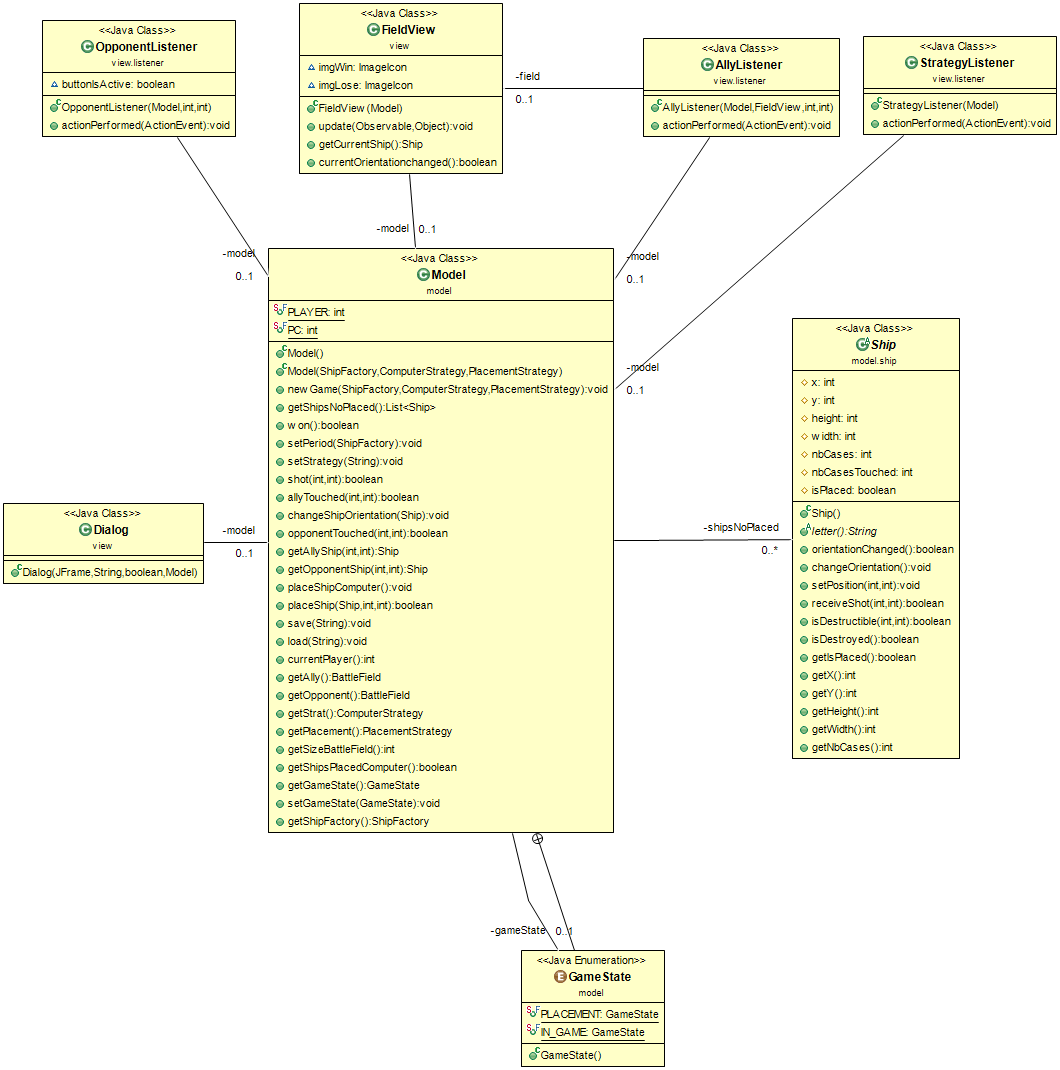 <<Java Class>>
OpponentListener
view.listener
buttonIsActive: boolean
OpponentListener(Model,int,int)
actionPerformed(ActionEvent):void
<<Java Class>>
FieldView
view
imgWin: ImageIcon
imgLose: ImageIcon
FieldView (Model)
update(Observable,Object):void
getCurrentShip():Ship
currentOrientationchanged():boolean
-field
0..1
<<Java Class>>
AllyListener
view.listener
AllyListener(Model,FieldView,int,int)
actionPerformed(ActionEvent):void
<<Java Class>>
StrategyListener
view.listener
StrategyListener(Model)
actionPerformed(ActionEvent):void
-model
0..1
-model
0..1
-model
0..1
-model
0..1
<<Java Class>>
Model
model
PLAYER: int
PC: int
Model()
Model(ShipFactory,ComputerStrategy,PlacementStrategy)
newGame(ShipFactory,ComputerStrategy,PlacementStrategy):void
getShipsNoPlaced():List<Ship>
won():boolean
setPeriod(ShipFactory):void
setStrategy(String):void
shot(int,int):boolean
allyTouched(int,int):boolean
changeShipOrientation(Ship):void
opponentTouched(int,int):boolean
getAllyShip(int,int):Ship
getOpponentShip(int,int):Ship
placeShipComputer():void
placeShip(Ship,int,int):boolean
save(String):void
load(String):void
currentPlayer():int
getAlly():BattleField
getOpponent():BattleField
getStrat():ComputerStrategy
getPlacement():PlacementStrategy
getSizeBattleField():int
getShipsPlacedComputer():boolean
getGameState():GameState
setGameState(GameState):void
getShipFactory():ShipFactory
<<Java Class>>
Dialog
view
Dialog(JFrame,String,boolean,Model)
-model
0..1
-shipsNoPlaced
0..*
<<Java Class>>
Ship
model.ship
x: int
y: int
height: int
width: int
nbCases: int
nbCasesTouched: int
isPlaced: boolean
Ship()
letter():String
orientationChanged():boolean
changeOrientation():void
setPosition(int,int):void
receiveShot(int,int):boolean
isDestructible(int,int):boolean
isDestroyed():boolean
getIsPlaced():boolean
getX():int
getY():int
getHeight():int
getWidth():int
getNbCases():int
-gameState
0..1
<<Java Enumeration>>
GameState
model
PLACEMENT: GameState
IN_GAME: GameState
GameState()